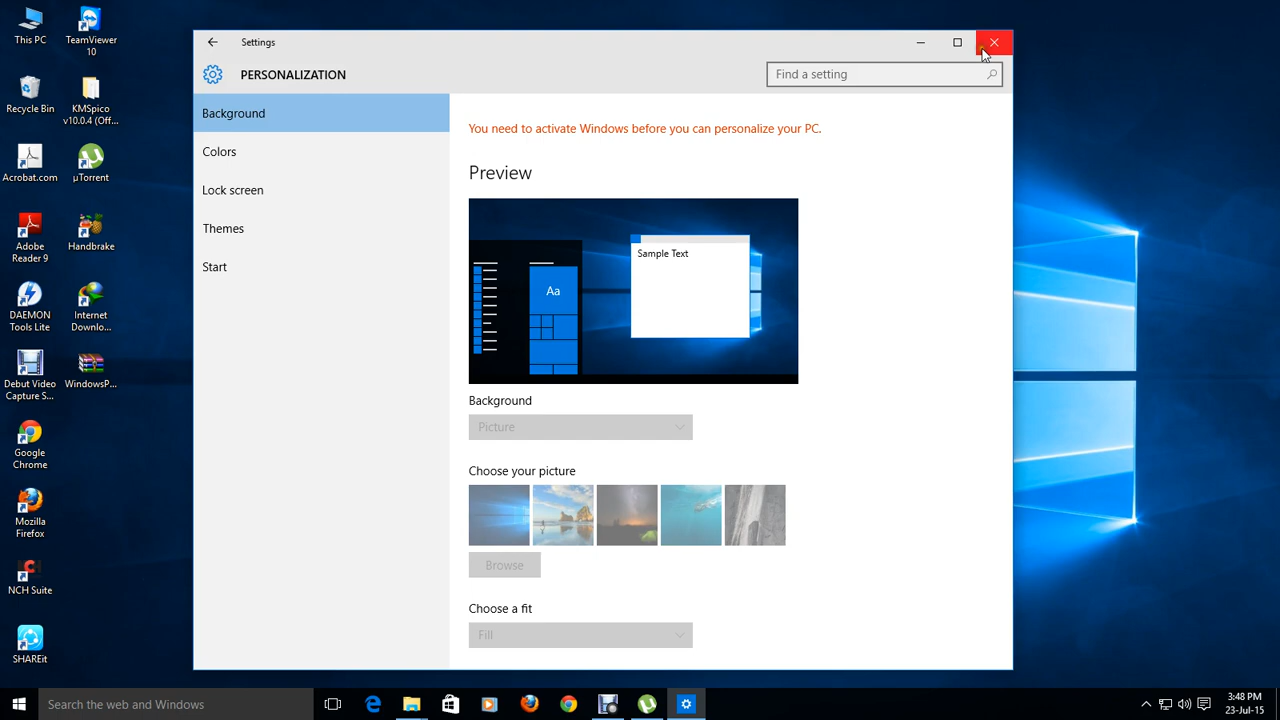 This PC
TeamViewer
10
Recycle Bin
KMSpico
v10.0.4 (Off...
Acrobat.com
µTorrent
Adobe
Reader 9
Handbrake
DAEMON
Tools Lite
Internet
Downlo...
Debut Video
Capture S...
WindowsP...
Google
Chrome
Mozilla
Firefox
NCH Suite
SHAREit
Settings
PERSONALIZATION
Find a setting
Background
Colors
Lock screen
Themes
Start
You need to activate Windows before you can personalize your PC.
Preview
Sample Text
Aa
Background
Picture
Choose your picture
Browse
Choose a fit
Fill
Search the web and Windows
3:48 PM
23-Jul-15